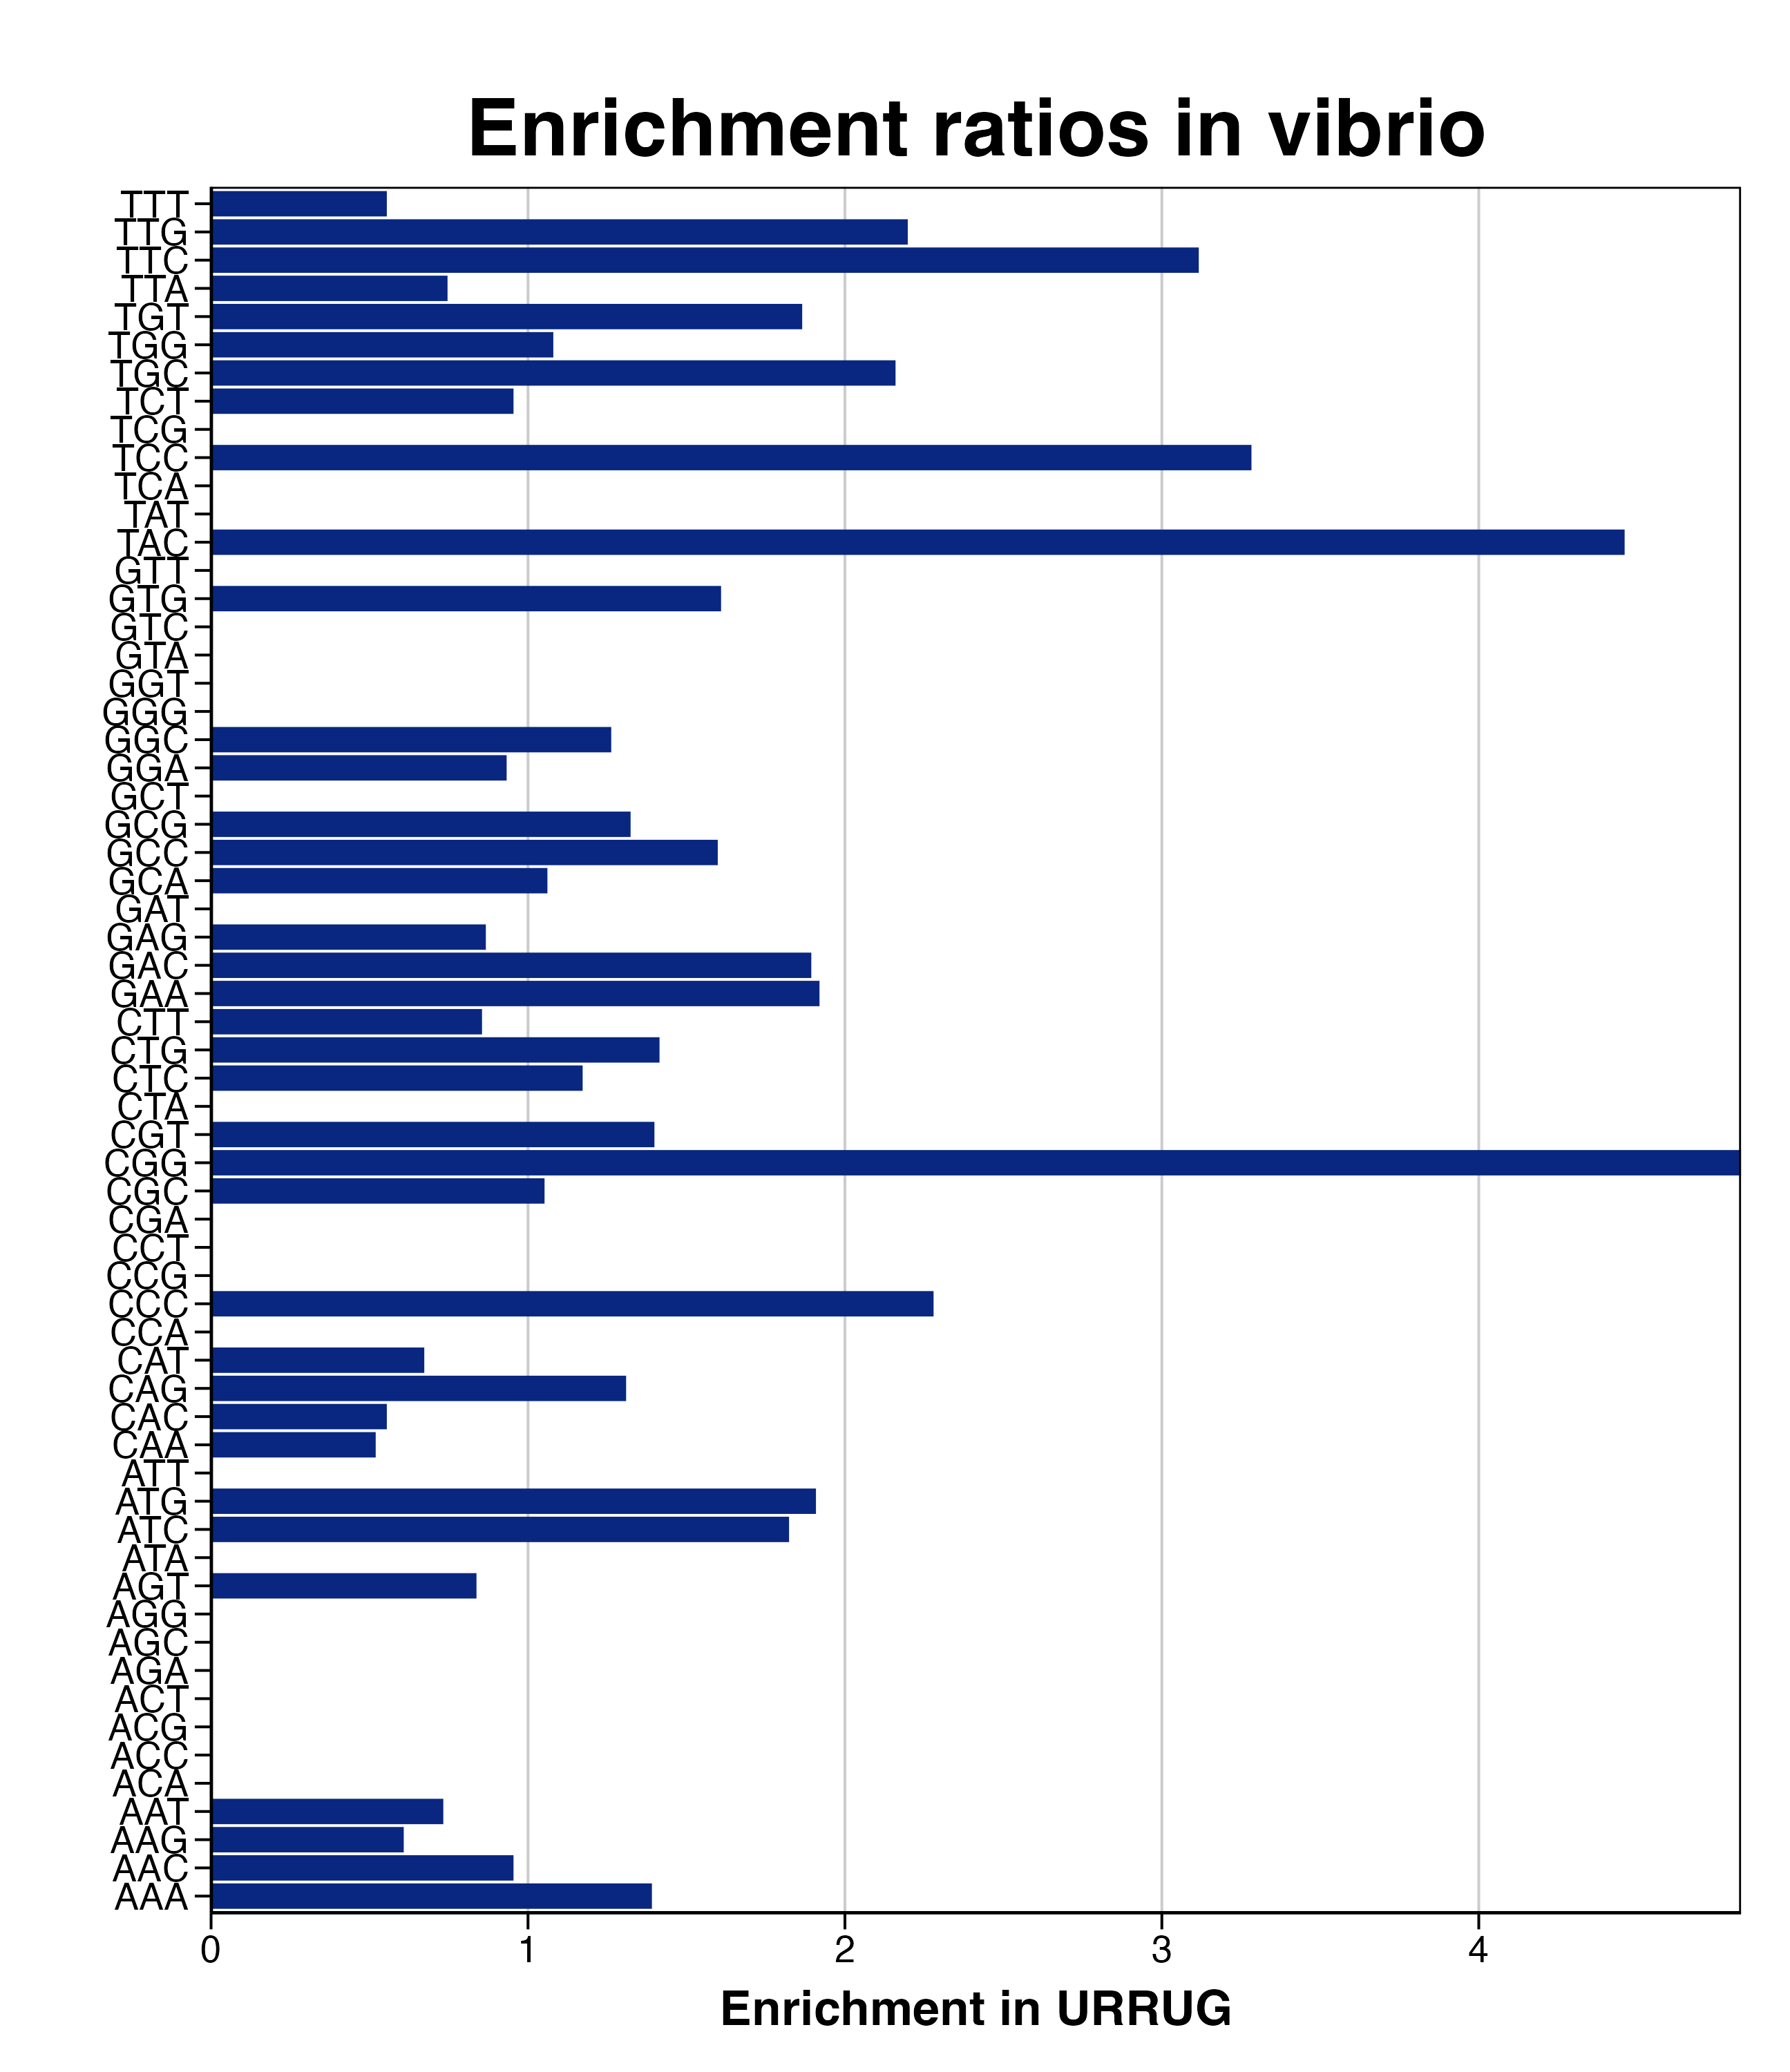 Enrichment ratios in vibrio
TTT
TTG
TTC
TTA
TGT
TGG
TGC
TCT
TCG
TCC
TCA
TAT
TAC
GTT
GTG
GTC
GTA
GGT
GGG
GGC
GGA
GCT
GCG
GCC
GCA
GAT
GAG
GAC
GAA
CTT
CTG
CTC
CTA
CGT
CGG
CGC
CGA
CCT
CCG
CCC
CCA
CAT
CAG
CAC
CAA
ATT
ATG
ATC
ATA
AGT
AGG
AGC
AGA
ACT
ACG
ACC
ACA
AAT
AAG
AAC
AAA
0 1 2 3 4
Enrichment in URRUG